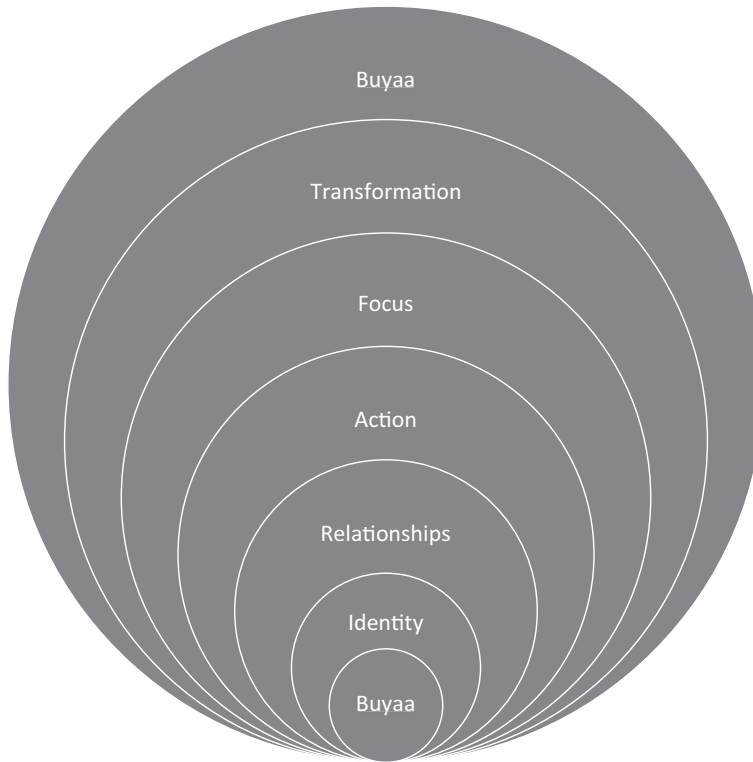 Buyaa
Transformation
Focus
Action
Relationships
Identity
Buyaa